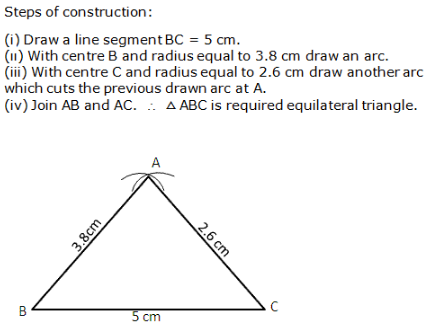 Steps of construction:
(i) Draw a line segment BC = 5 cm.
(ii) With centre B and radius equal to 3.8 cm draw an arc.
(iii) With centre C and radius equal to 2.6 cm draw another arc
which cuts the previous drawn arc at A.
(iv) Join AB and AC. ∴ △ ABC is required equilateral triangle.
A
3.8cm
2.6 cm
B
C
5 cm